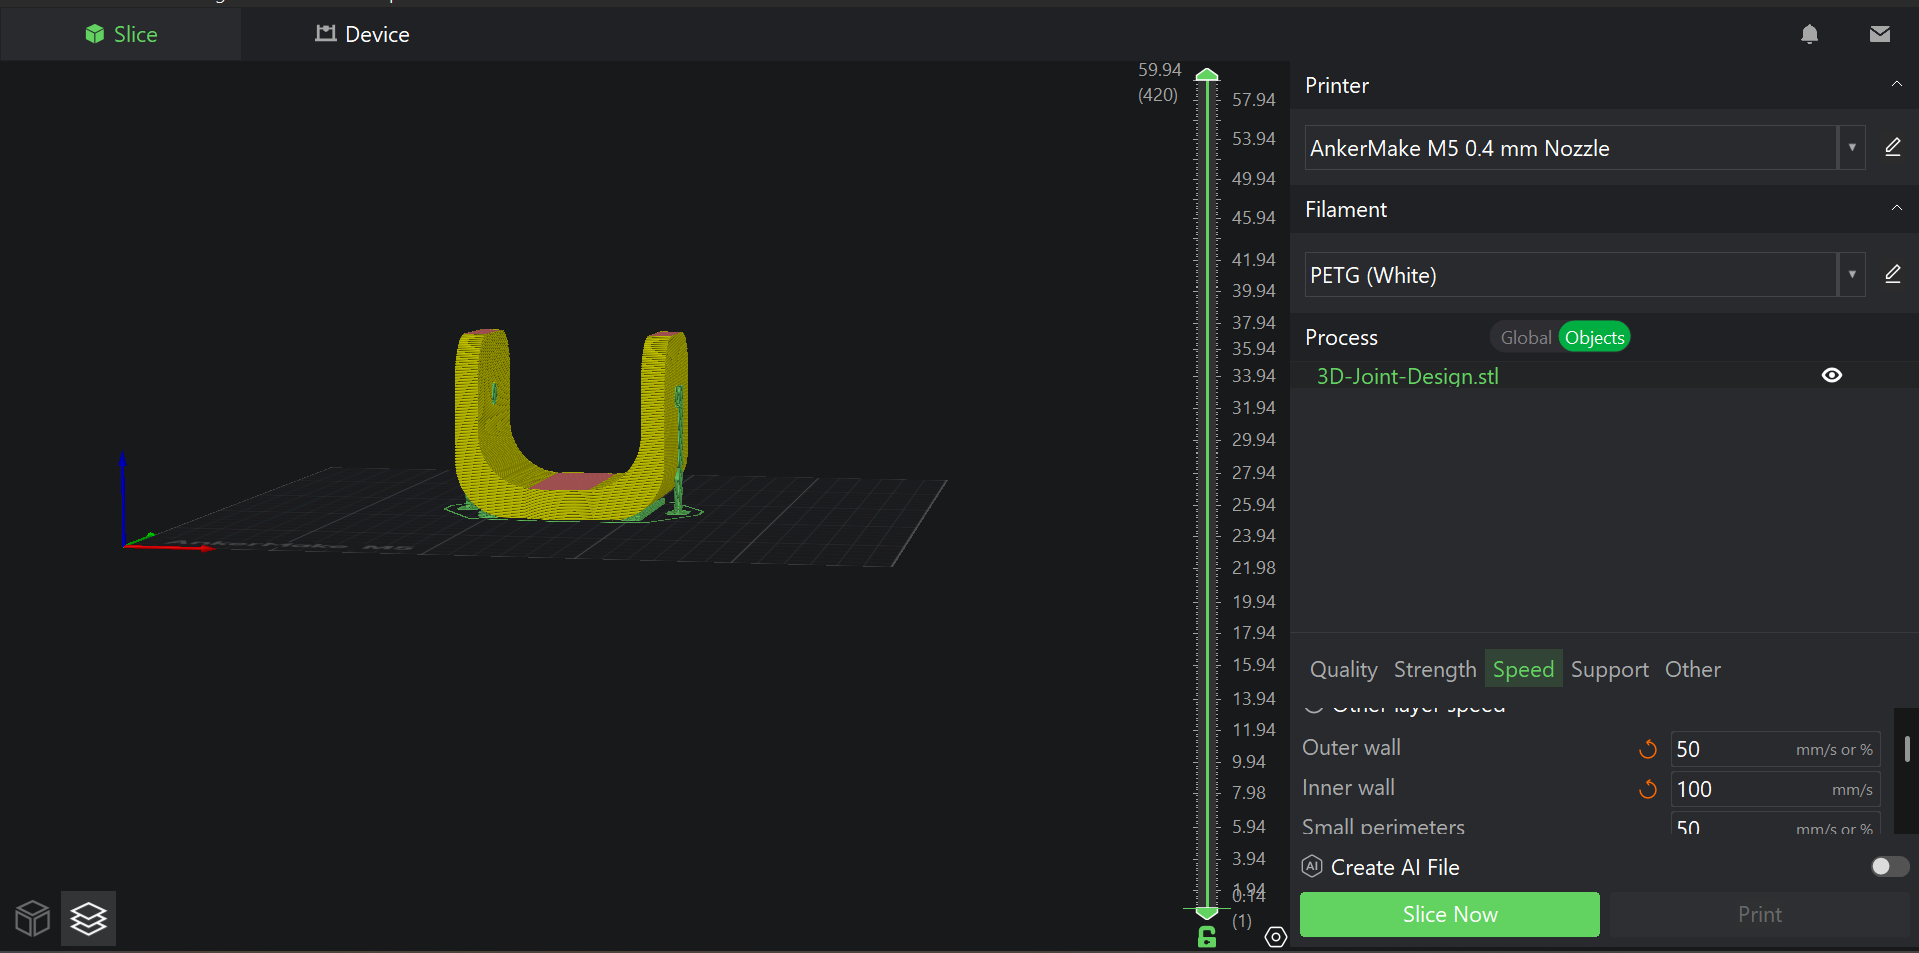 Slice
Device
59.94
(420)
57.94
53.94
49.94
45.94
41.94
39.94
37.94
35.94
33.94
31.94
29.94
27.94
25.94
23.94
21.98
19.94
17.94
15.94
13.94
11.94
9.94
7.98
5.94
3.94
1.94
0.14
(1)
AnkerMake M5
Printer
AnkerMake M5 0.4 mm Nozzle
Filament
PETG (White)
Process Global Objects
3D-Joint-Design.stl
Quality Strength Speed Support Other
Other layer speed
Outer wall 50 mm/s or %
Inner wall 100 mm/s
Small perimeters 50 mm/s or %
AI Create AI File
Slice Now Print